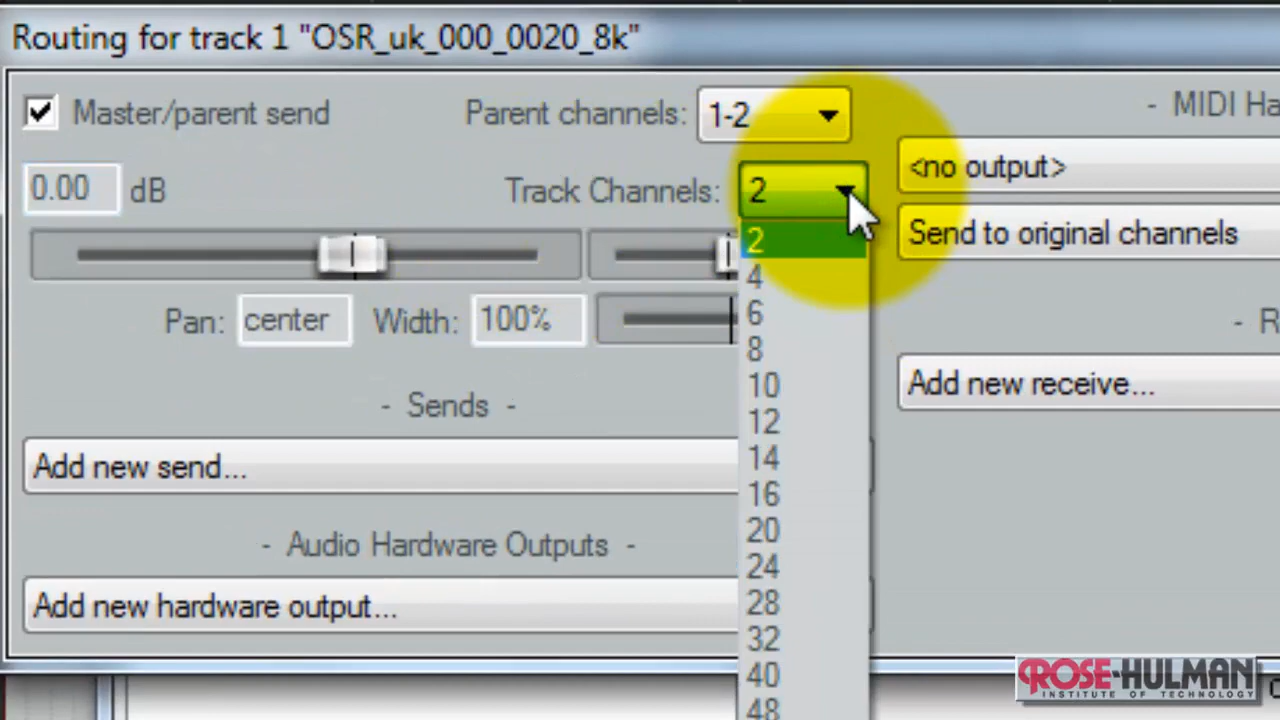 Routing for track 1 "OSR_uk_000_0020_8k"
Master/parent send
Parent channels: 1-2
- MIDI Ha
0.00 dB
Track Channels: 2
<no output>
Send to original channels
2
4
6
8
10
12
14
16
20
24
28
32
40
48
Pan: center Width: 100%
- R
Add new receive...
- Sends -
Add new send...
- Audio Hardware Outputs -
Add new hardware output...
ROSE-HULMAN
INSTITUTE OF TECHNOLOGY